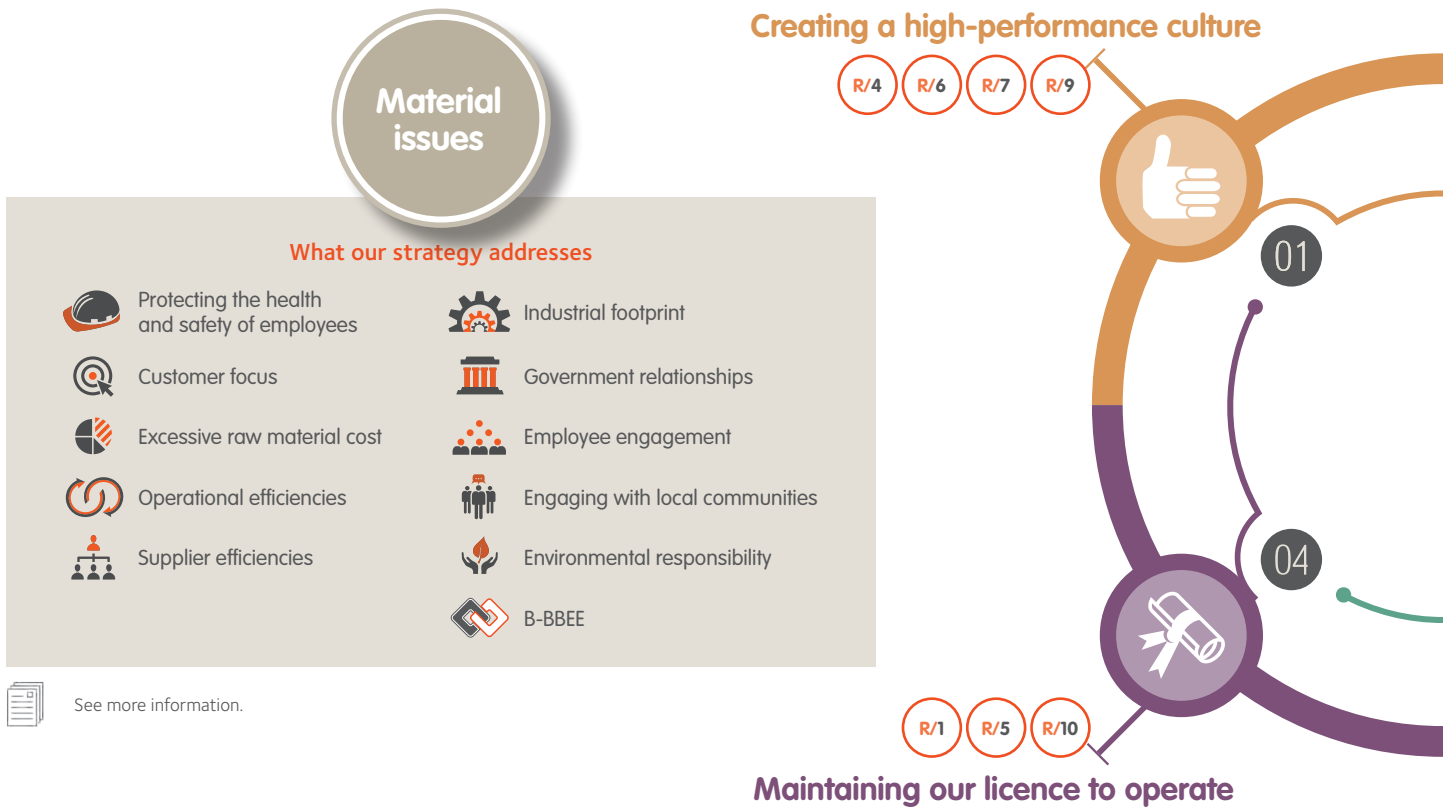 Material
issues
What our strategy addresses
Protecting the health
and safety of employees
Customer focus
Excessive raw material cost
Operational efficiencies
Supplier efficiencies
Industrial footprint
Government relationships
Employee engagement
Engaging with local communities
Environmental responsibility
B-BBEE
See more information.
Creating a high-performance culture
R/4 R/6 R/7 R/9
01
04
R/1 R/5 R/10
Maintaining our licence to operate